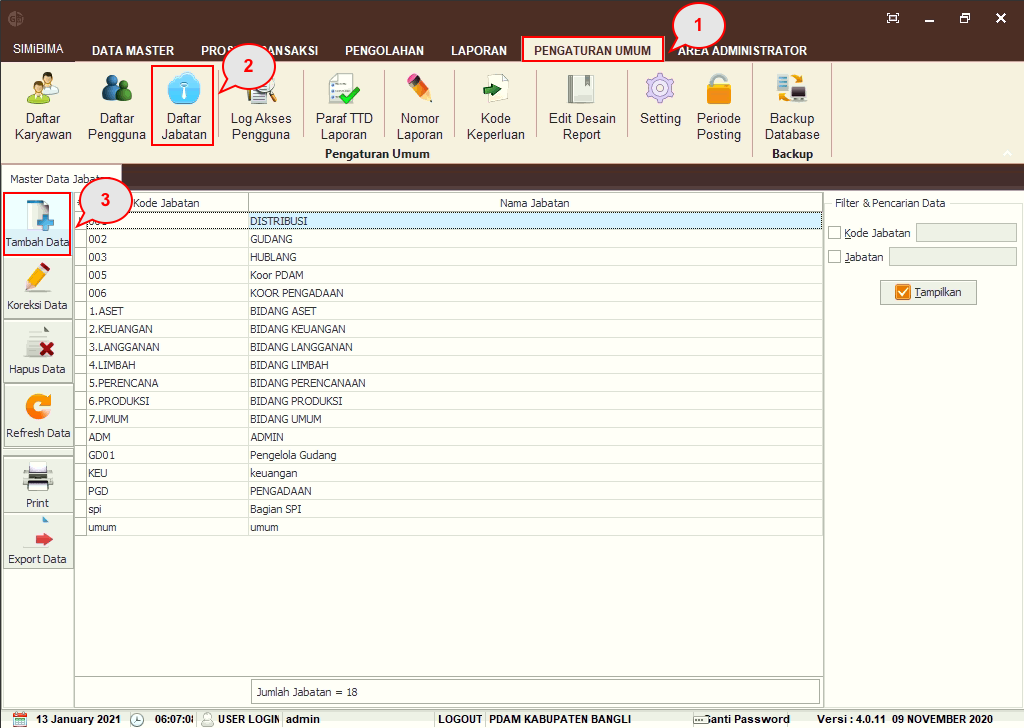 1
SIMiBIMA DATA MASTER PROS SAKSI PENGOLAHAN LAPORAN PENGATURAN UMUM AREA ADMINISTRATOR
2
Daftar Karyawan
Daftar Pengguna
Daftar Jabatan
Log Akses Pengguna
Paraf TTD Laporan
Nomor Laporan
Kode Keperluan
Edit Desain Report
Setting
Periode Posting
Backup Database
Pengaturan Umum
Backup
Master Data Jabat
3
Tambah Data
Koreksi Data
Hapus Data
Refresh Data
Print
Export Data
Kode Jabatan Nama Jabatan
001 DISTRIBUSI
002 GUDANG
003 HUBLANG
005 Koor PDAM
006 KOOR PENGADAAN
1.ASET BIDANG ASET
2.KEUANGAN BIDANG KEUANGAN
3.LANGGANAN BIDANG LANGGANAN
4.LIMBAH BIDANG LIMBAH
5.PERENCANA BIDANG PERENCANAAN
6.PRODUKSI BIDANG PRODUKSI
7.UMUM BIDANG UMUM
ADM ADMIN
GD01 Pengelola Gudang
KEU keuangan
PGD PENGADAAN
spi Bagian SPI
umum umum
Jumlah Jabatan = 18
Filter & Pencarian Data
Kode Jabatan
Jabatan
Tampilkan
13 January 2021 06:07:08 USER LOGIN admin LOGOUT PDAM KABUPATEN BANGLI Ganti Password Versi : 4.0.11 09 NOVEMBER 2020